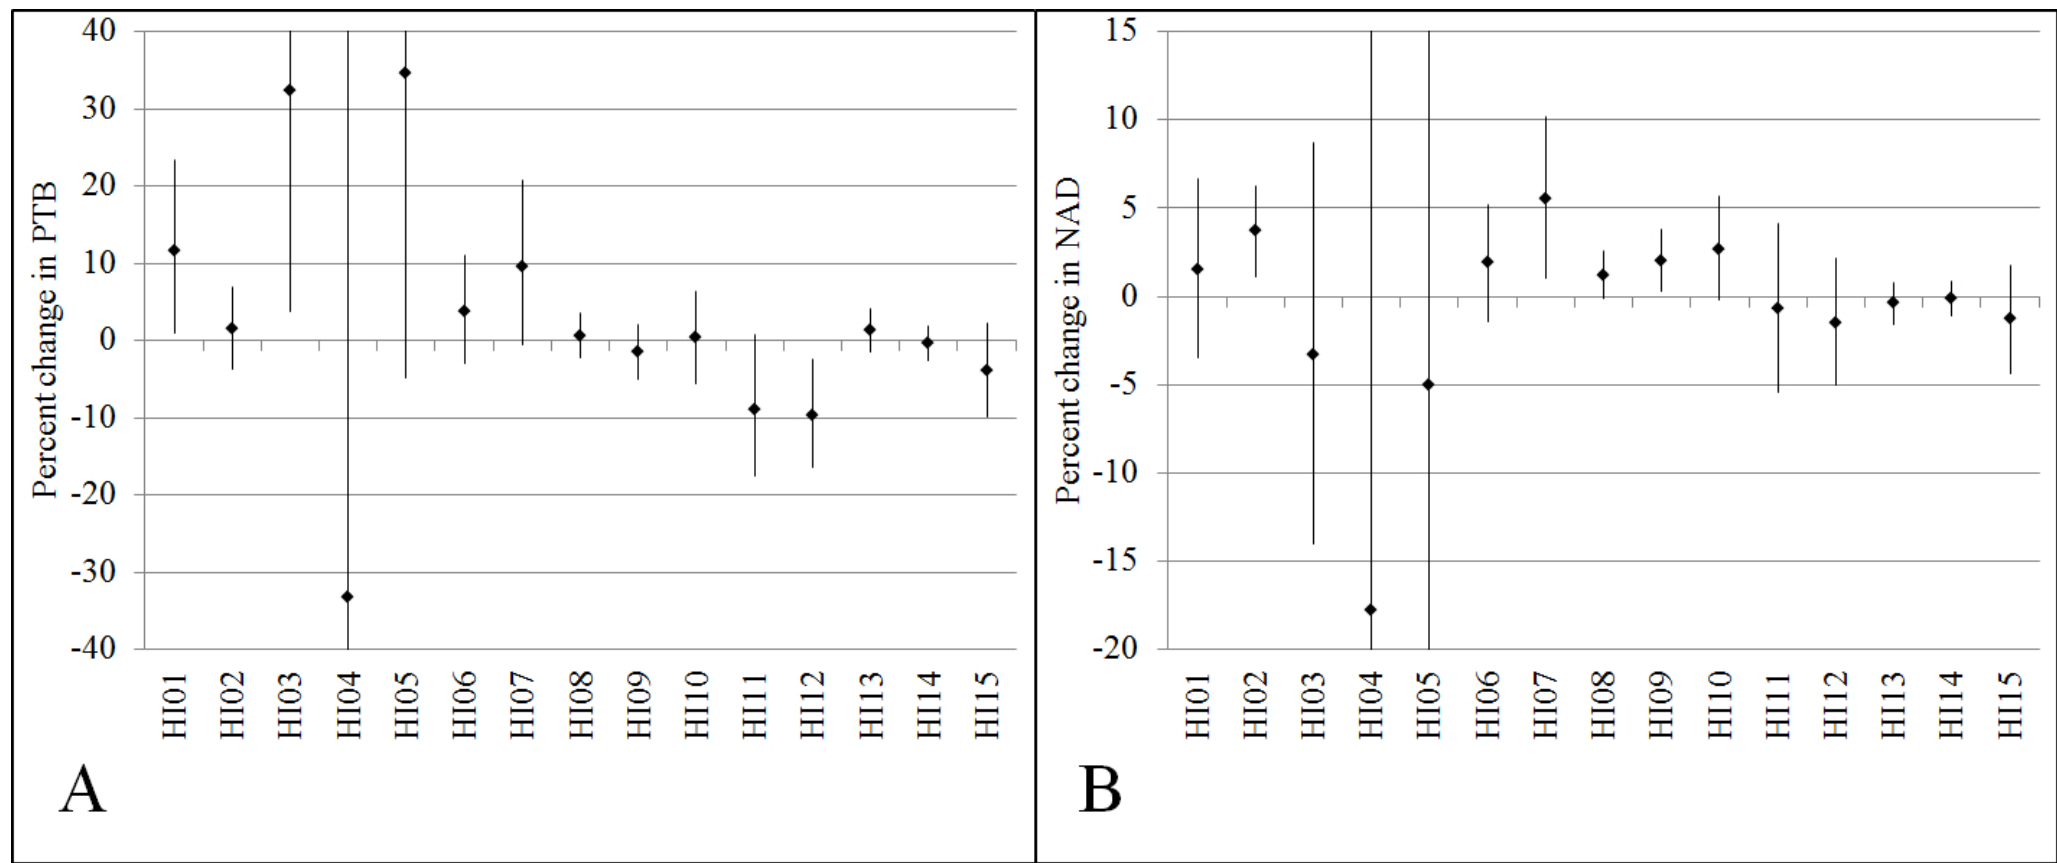 Percent change in PTB
40
30
20
10
0
-10
-20
-30
-40
HI01
HI02
HI03
HI04
HI05
HI06
HI07
HI08
HI09
HI10
HI11
HI12
HI13
HI14
HI15
A
Percent change in NAD
15
10
5
0
-5
-10
-15
-20
HI01
HI02
HI03
HI04
HI05
HI06
HI07
HI08
HI09
HI10
HI11
HI12
HI13
HI14
HI15
B